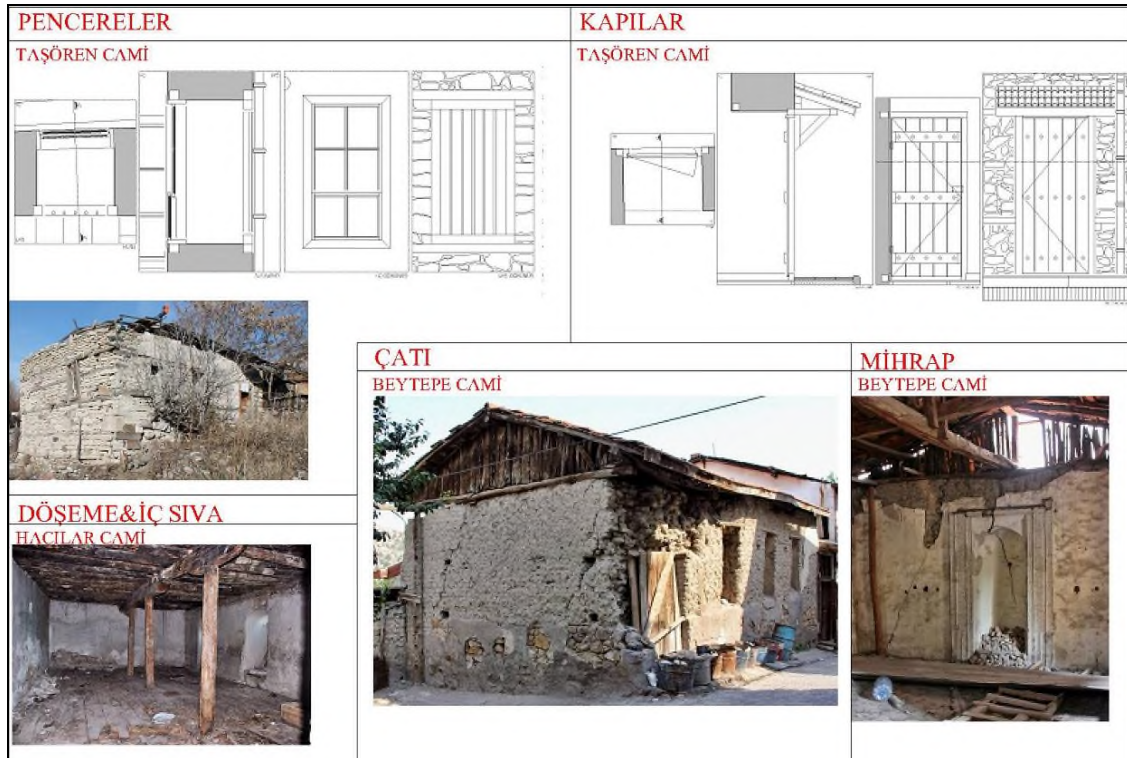 PENCERELER
TAŞÖREN CAMİ
KAPILAR
TAŞÖREN CAMİ
ÇATI
BEYTEPE CAMİ
MİHRAP
BEYTEPE CAMİ
DÖŞEME&İÇ SIVA
HACILAR CAMİ